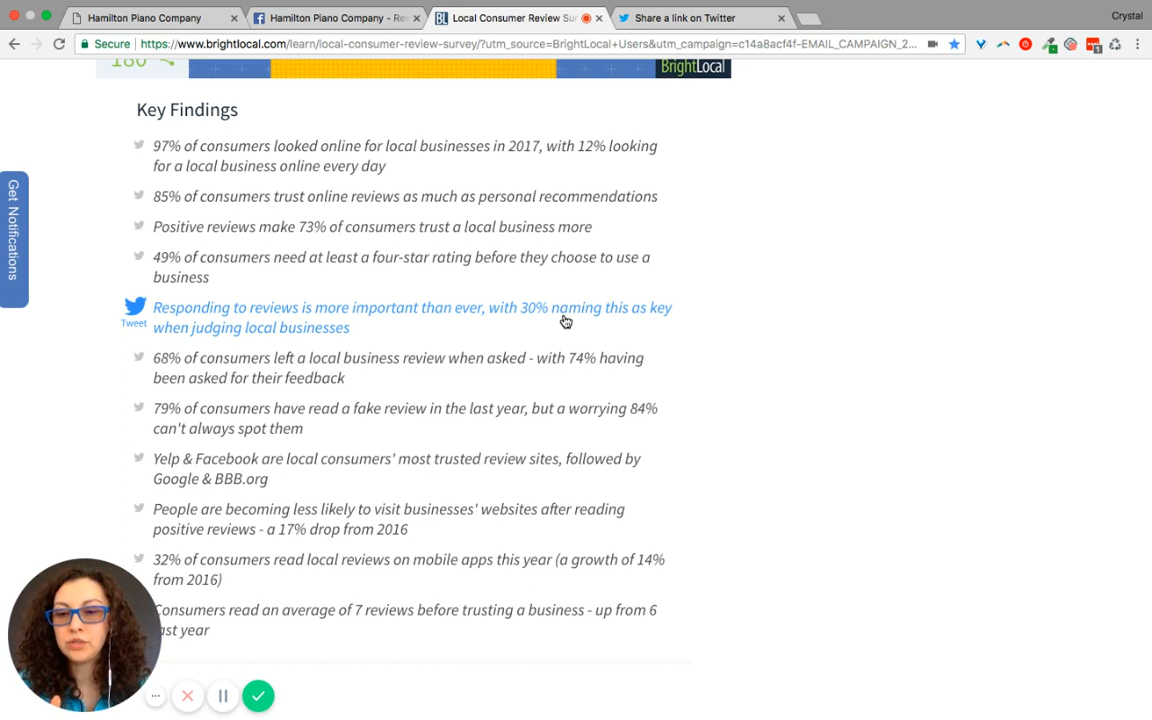 Hamilton Piano Company
Hamilton Piano Company - Re
Local Consumer Review Su
Share a link on Twitter
Crystal
Secure
https://www.brightlocal.com/learn/local-consumer-review-survey/?utm_source=BrightLocal+Users&utm_campaign=c14a8acf4f-EMAIL_CAMPAIGN_2...
1
180
BrightLocal
Get Notifications
Key Findings
97% of consumers looked online for local businesses in 2017, with 12% looking
for a local business online every day
85% of consumers trust online reviews as much as personal recommendations
Positive reviews make 73% of consumers trust a local business more
49% of consumers need at least a four-star rating before they choose to use a
business
Responding to reviews is more important than ever, with 30% naming this as key
when judging local businesses
Tweet
68% of consumers left a local business review when asked - with 74% having
been asked for their feedback
79% of consumers have read a fake review in the last year, but a worrying 84%
can't always spot them
Yelp & Facebook are local consumers' most trusted review sites, followed by
Google & BBB.org
People are becoming less likely to visit businesses' websites after reading
positive reviews - a 17% drop from 2016
32% of consumers read local reviews on mobile apps this year (a growth of 14%
from 2016)
Consumers read an average of 7 reviews before trusting a business - up from 6
last year